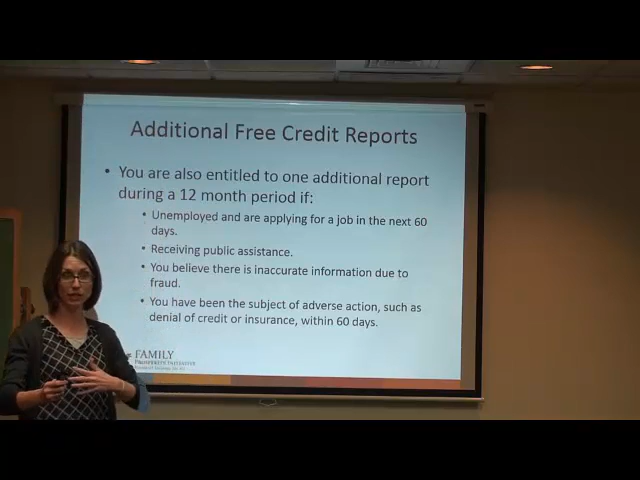 Additional Free Credit Reports
• You are also entitled to one additional report
during a 12 month period if:
• Unemployed and are applying for a job in the next 60
days.
• Receiving public assistance.
• You believe there is inaccurate information due to
fraud.
• You have been the subject of adverse action, such as
denial of credit or insurance, within 60 days.
FAMILY
PROSPERITY INITIATIVE